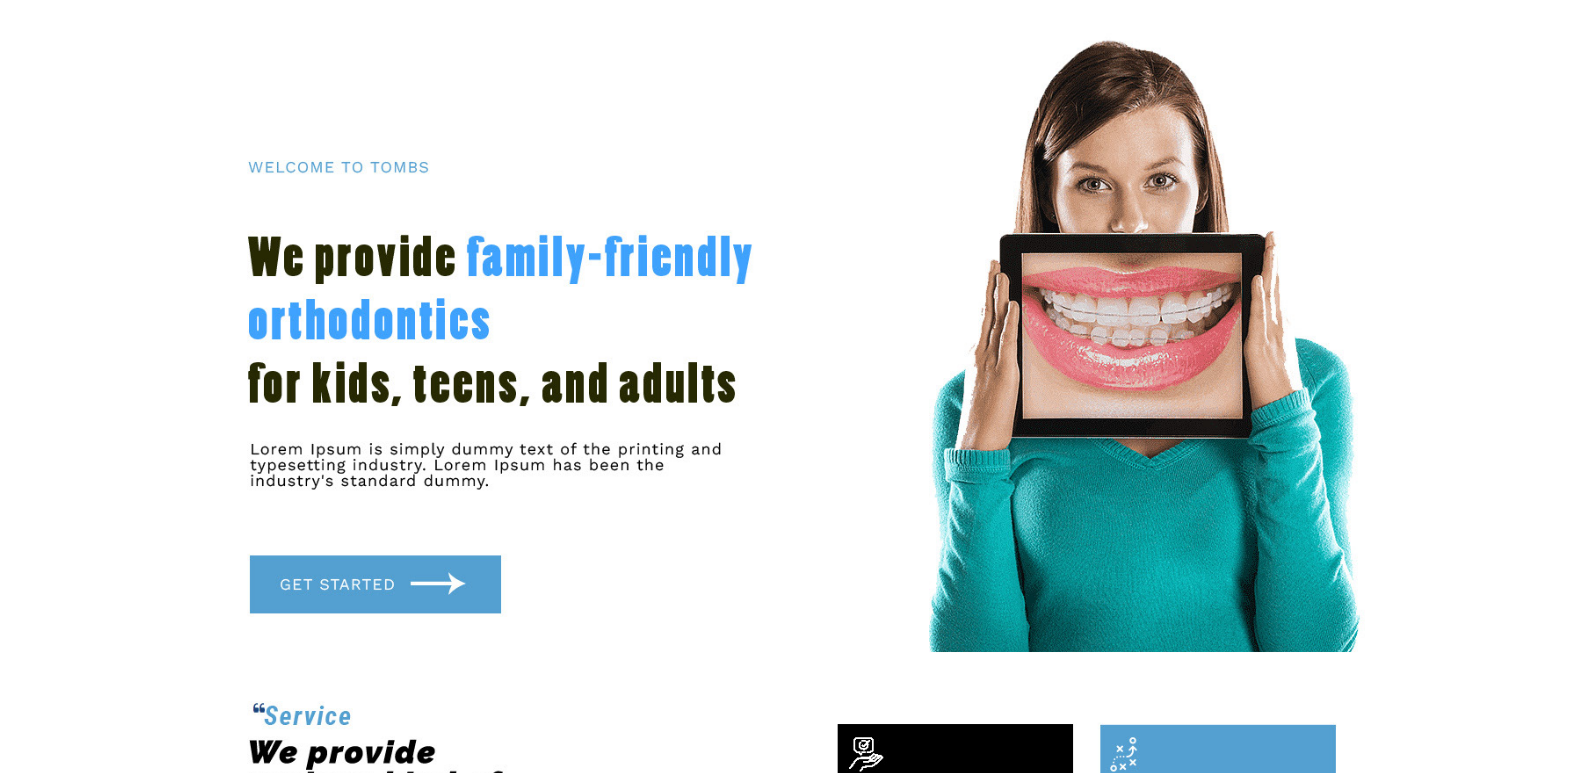 WELCOME TO TOMBS
We provide family-friendly
orthodontics
for kids, teens, and adults
Lorem Ipsum is simply dummy text of the printing and
typesetting industry. Lorem Ipsum has been the
industry's standard dummy.
GET STARTED
❝Service
We provide